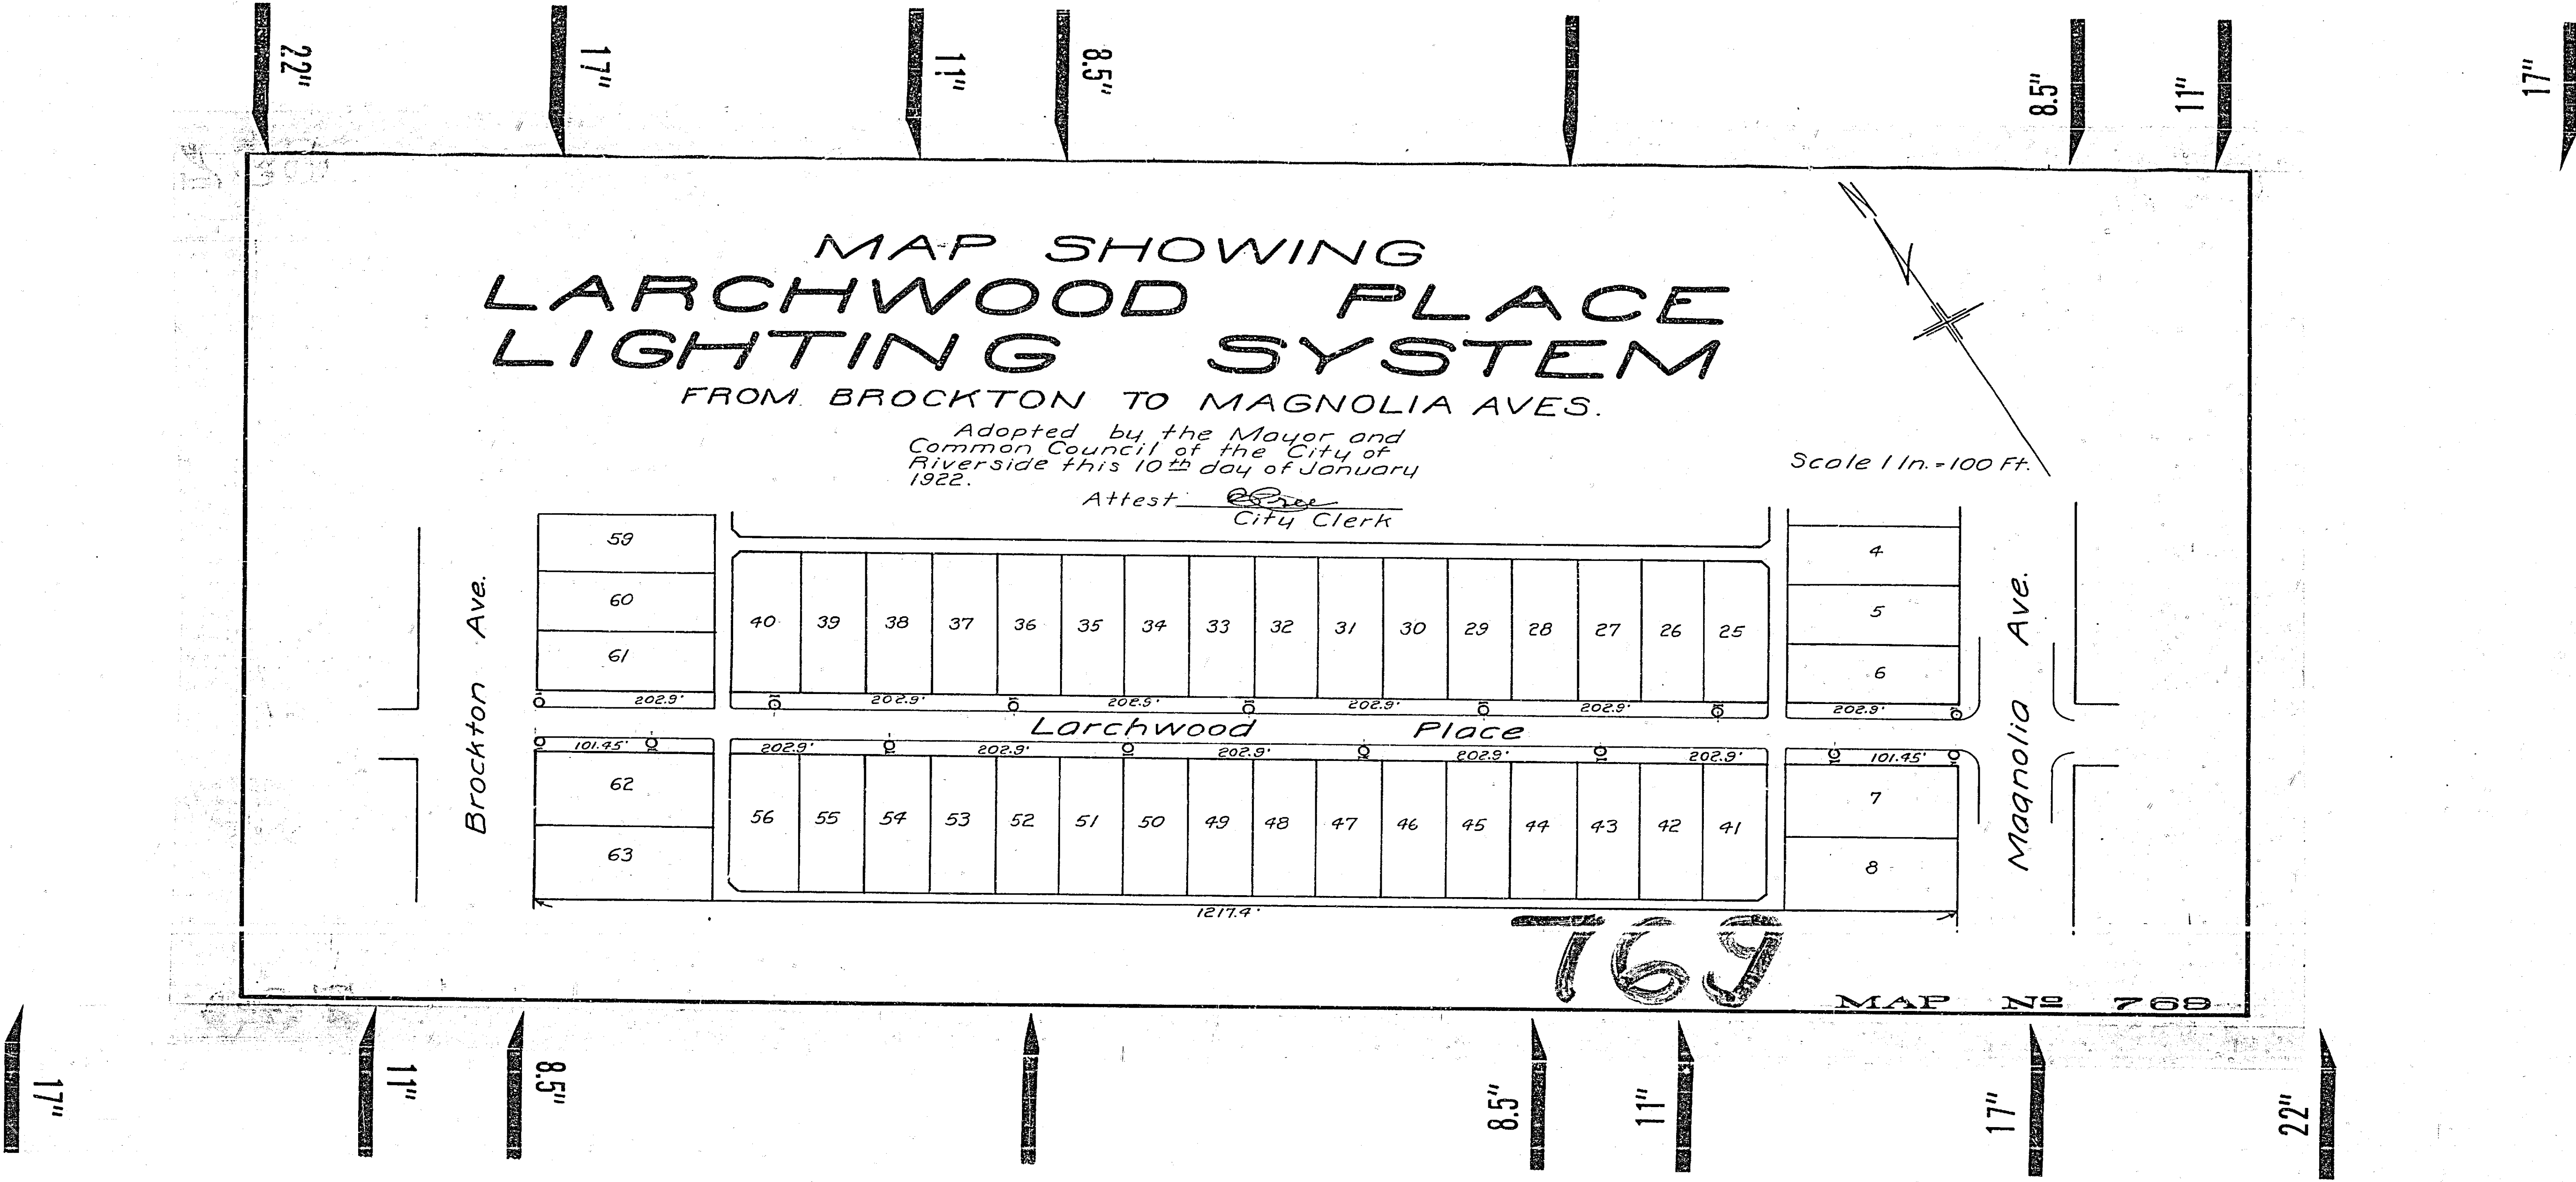 22"
17"
11"
8.5"
8.5"
11"
17"
MAP SHOWING
LARCHWOOD PLACE
LIGHTING SYSTEM
FROM BROCKTON TO MAGNOLIA AVES.
Adopted by the Mayor and
Common Council of the City of
Riverside this 10th day of January
1922.
Attest
City Clerk
N
Scale 1 In. = 100 Ft.
59
60
61
40 39 38 37 36 35 34 33 32 31 30 29 28 27 26 25
4
5
6
Brockton Ave.
Magnolia Ave.
202.9' 202.9' 202.9' 202.9' 202.9' 202.9'
Larchwood Place
101.45' 202.9' 202.9' 202.9' 202.9' 202.9' 101.45'
62
63
56 55 54 53 52 51 50 49 48 47 46 45 44 43 42 41
7
8
1217.4'
769
MAP Nº 769
17"
11"
8.5"
8.5"
11"
17"
22"